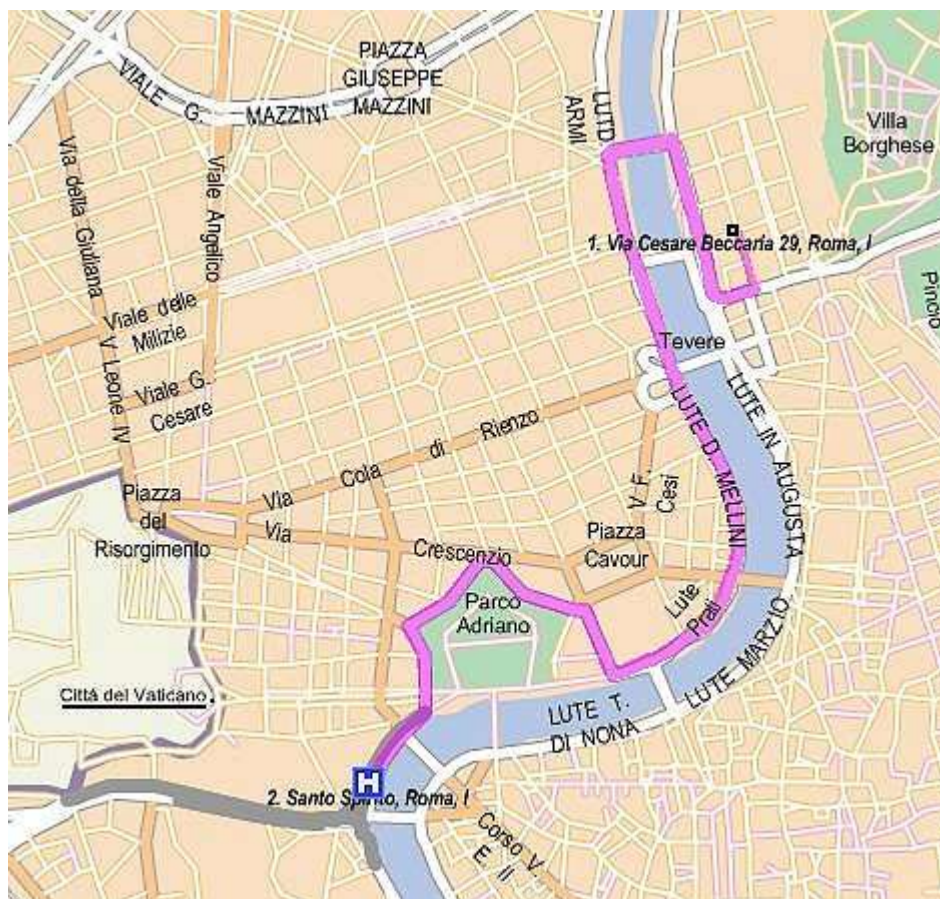 PIAZZA
GIUSEPPE
MAZZINI
VIALE G.
MAZZINI
LUTD.
ARMI
Villa
Borghese
Via della Giuliana
Viale Angelico
1. Via Cesare Beccaria 29, Roma, I
Pincio
Viale delle
Milizie
V Leone IV
Tevere
Viale G.
Cesare
Via Cola di Rienzo
LUTE D. MELLINI
LUTE IN AUGUSTA
V. F.
Cesi
Piazza
del
Risorgimento
Via Crescenzio
Piazza
Cavour
Parco
Adriano
Lute
Prati
LUTE MARZIO
Cittá del Vaticano
LUTE T.
DI NONA
H
2. Santo Spirito, Roma, I
Corso V.
E. II